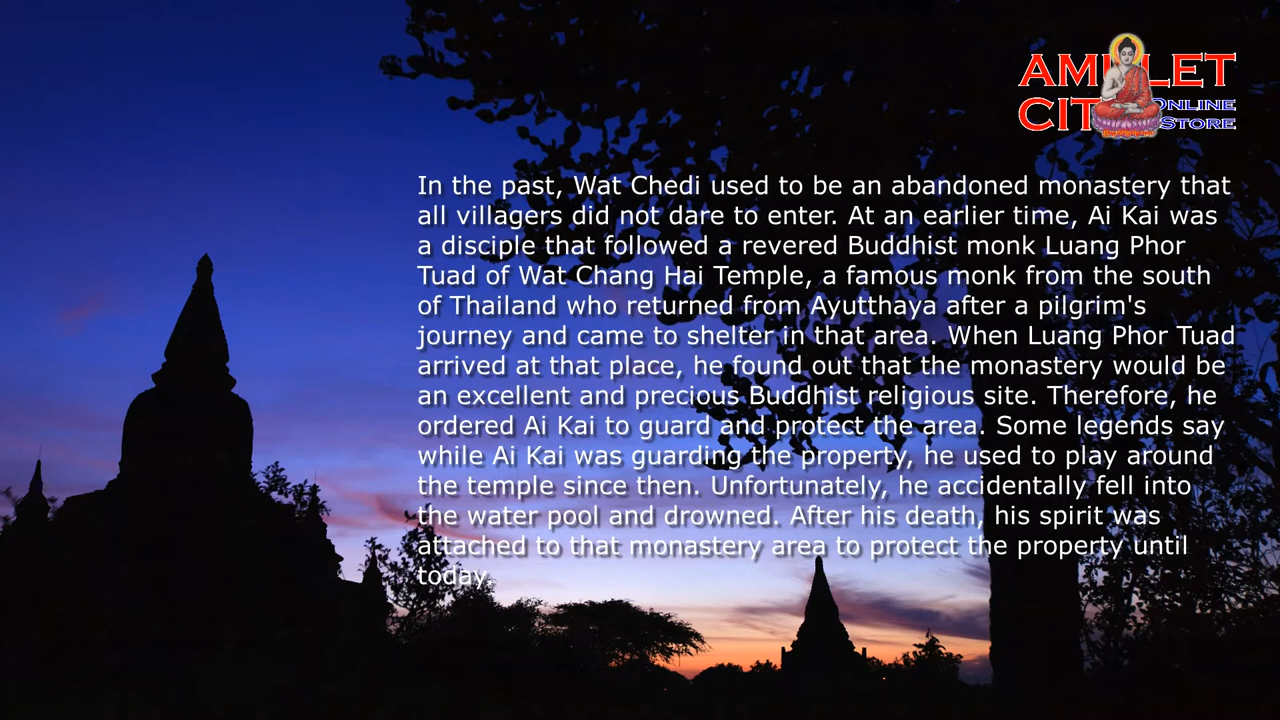 AMULET
CITY ONLINE
STORE
In the past, Wat Chedi used to be an abandoned monastery that
all villagers did not dare to enter. At an earlier time, Ai Kai was
a disciple that followed a revered Buddhist monk Luang Phor
Tuad of Wat Chang Hai Temple, a famous monk from the south
of Thailand who returned from Ayutthaya after a pilgrim's
journey and came to shelter in that area. When Luang Phor Tuad
arrived at that place, he found out that the monastery would be
an excellent and precious Buddhist religious site. Therefore, he
ordered Ai Kai to guard and protect the area. Some legends say
while Ai Kai was guarding the property, he used to play around
the temple since then. Unfortunately, he accidentally fell into
the water pool and drowned. After his death, his spirit was
attached to that monastery area to protect the property until
today.